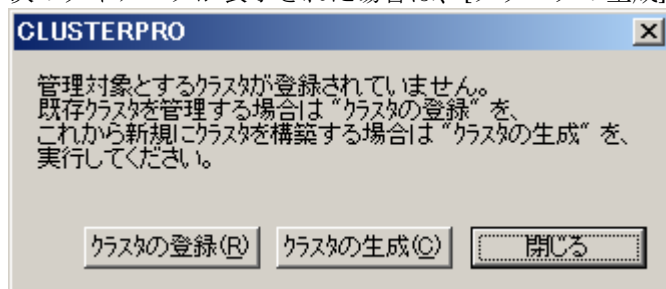 CLUSTERPRO
管理対象とするｸﾗｽﾀが登録されていません。
既存ｸﾗｽﾀを管理する場合は "ｸﾗｽﾀの登録" を、
これから新規にｸﾗｽﾀを構築する場合は "ｸﾗｽﾀの生成" を、
実行してください。
ｸﾗｽﾀの登録(R) ｸﾗｽﾀの生成(C) 閉じる